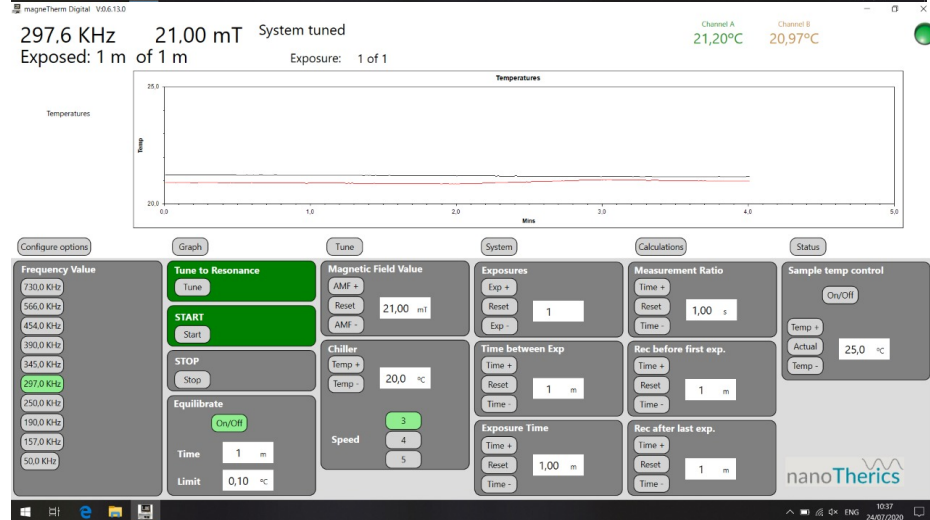 magneTherm Digital V:0.6.13.0
297,6 KHz 21,00 mT System tuned
Channel A Channel B
21,20ºC 20,97ºC
Exposed: 1 m of 1 m Exposure: 1 of 1
Temperatures
Temperatures
25,0
Temp
20,0
0,0 1,0 2,0 3,0 4,0 5,0
Mins
Configure options Graph Tune System Calculations Status
Frequency Value
730,0 KHz
566,0 KHz
454,0 KHz
390,0 KHz
345,0 KHz
297,0 KHz
250,0 KHz
190,0 KHz
157,0 KHz
50,0 KHz
Tune to Resonance
Tune
START
Start
STOP
Stop
Equilibrate
On/Off
Time 1 m
Limit 0,10 ºC
Magnetic Field Value
AMF +
Reset 21,00 mT
AMF -
Chiller
Temp +
Temp - 20,0 ºC
3
Speed 4
5
Exposures
Exp +
Reset 1
Exp -
Time between Exp
Time +
Reset 1 m
Time -
Exposure Time
Time +
Reset 1,00 m
Time -
Measurement Ratio
Time +
Reset 1,00 s
Time -
Rec before first exp.
Time +
Reset 1 m
Time -
Rec after last exp.
Time +
Reset 1 m
Time -
Sample temp control
On/Off
Temp +
Actual 25,0 ºC
Temp -
nanoTherics
ENG 10:37
24/07/2020